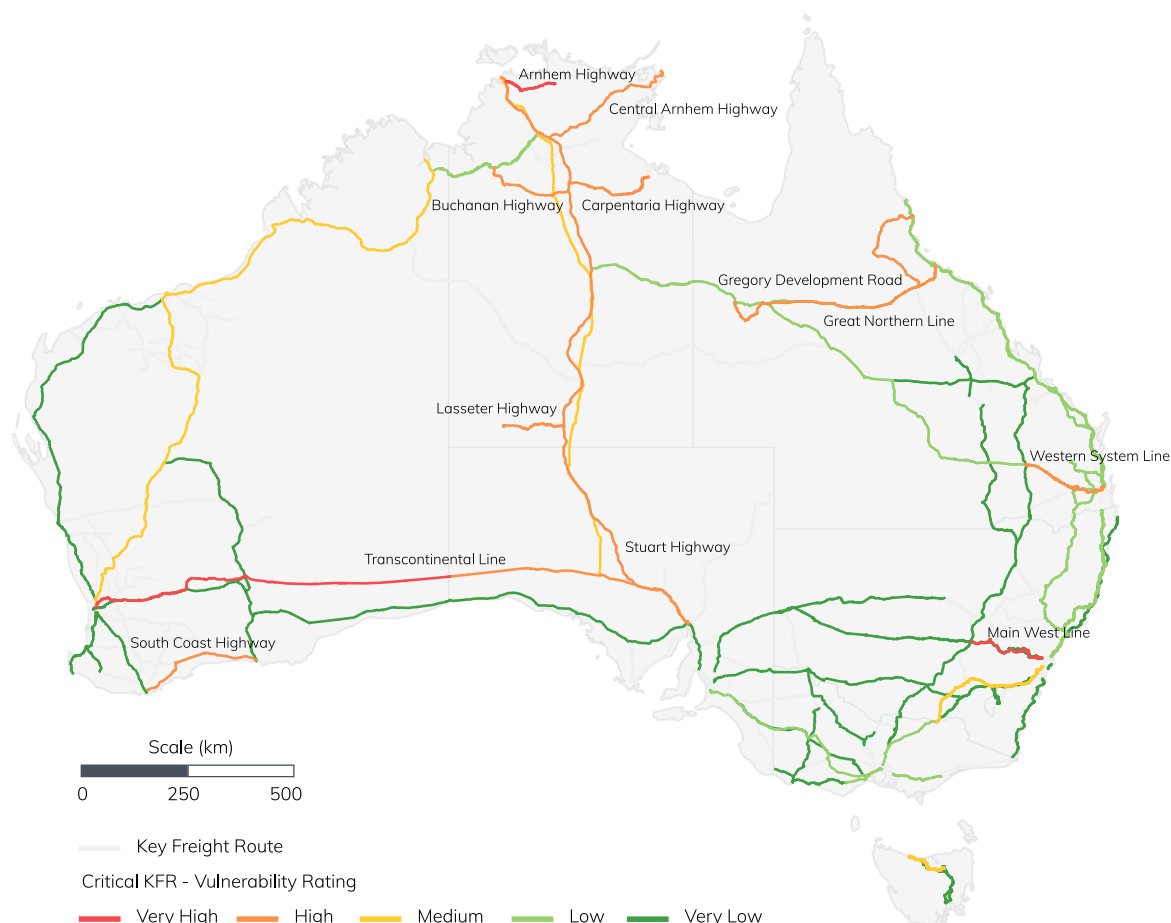 Arnhem Highway
Central Arnhem Highway
Buchanan Highway
Carpentaria Highway
Gregory Development Road
Great Northern Line
Lasseter Highway
Western System Line
Stuart Highway
Transcontinental Line
Main West Line
South Coast Highway
Scale (km)
0 250 500
Key Freight Route
Critical KFR - Vulnerability Rating
Very High High Medium Low Very Low